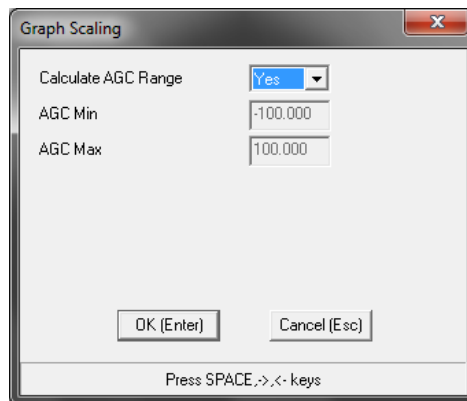 Graph Scaling
Calculate AGC Range Yes
AGC Min -100.000
AGC Max 100.000
OK (Enter) Cancel (Esc)
Press SPACE,->,<- keys